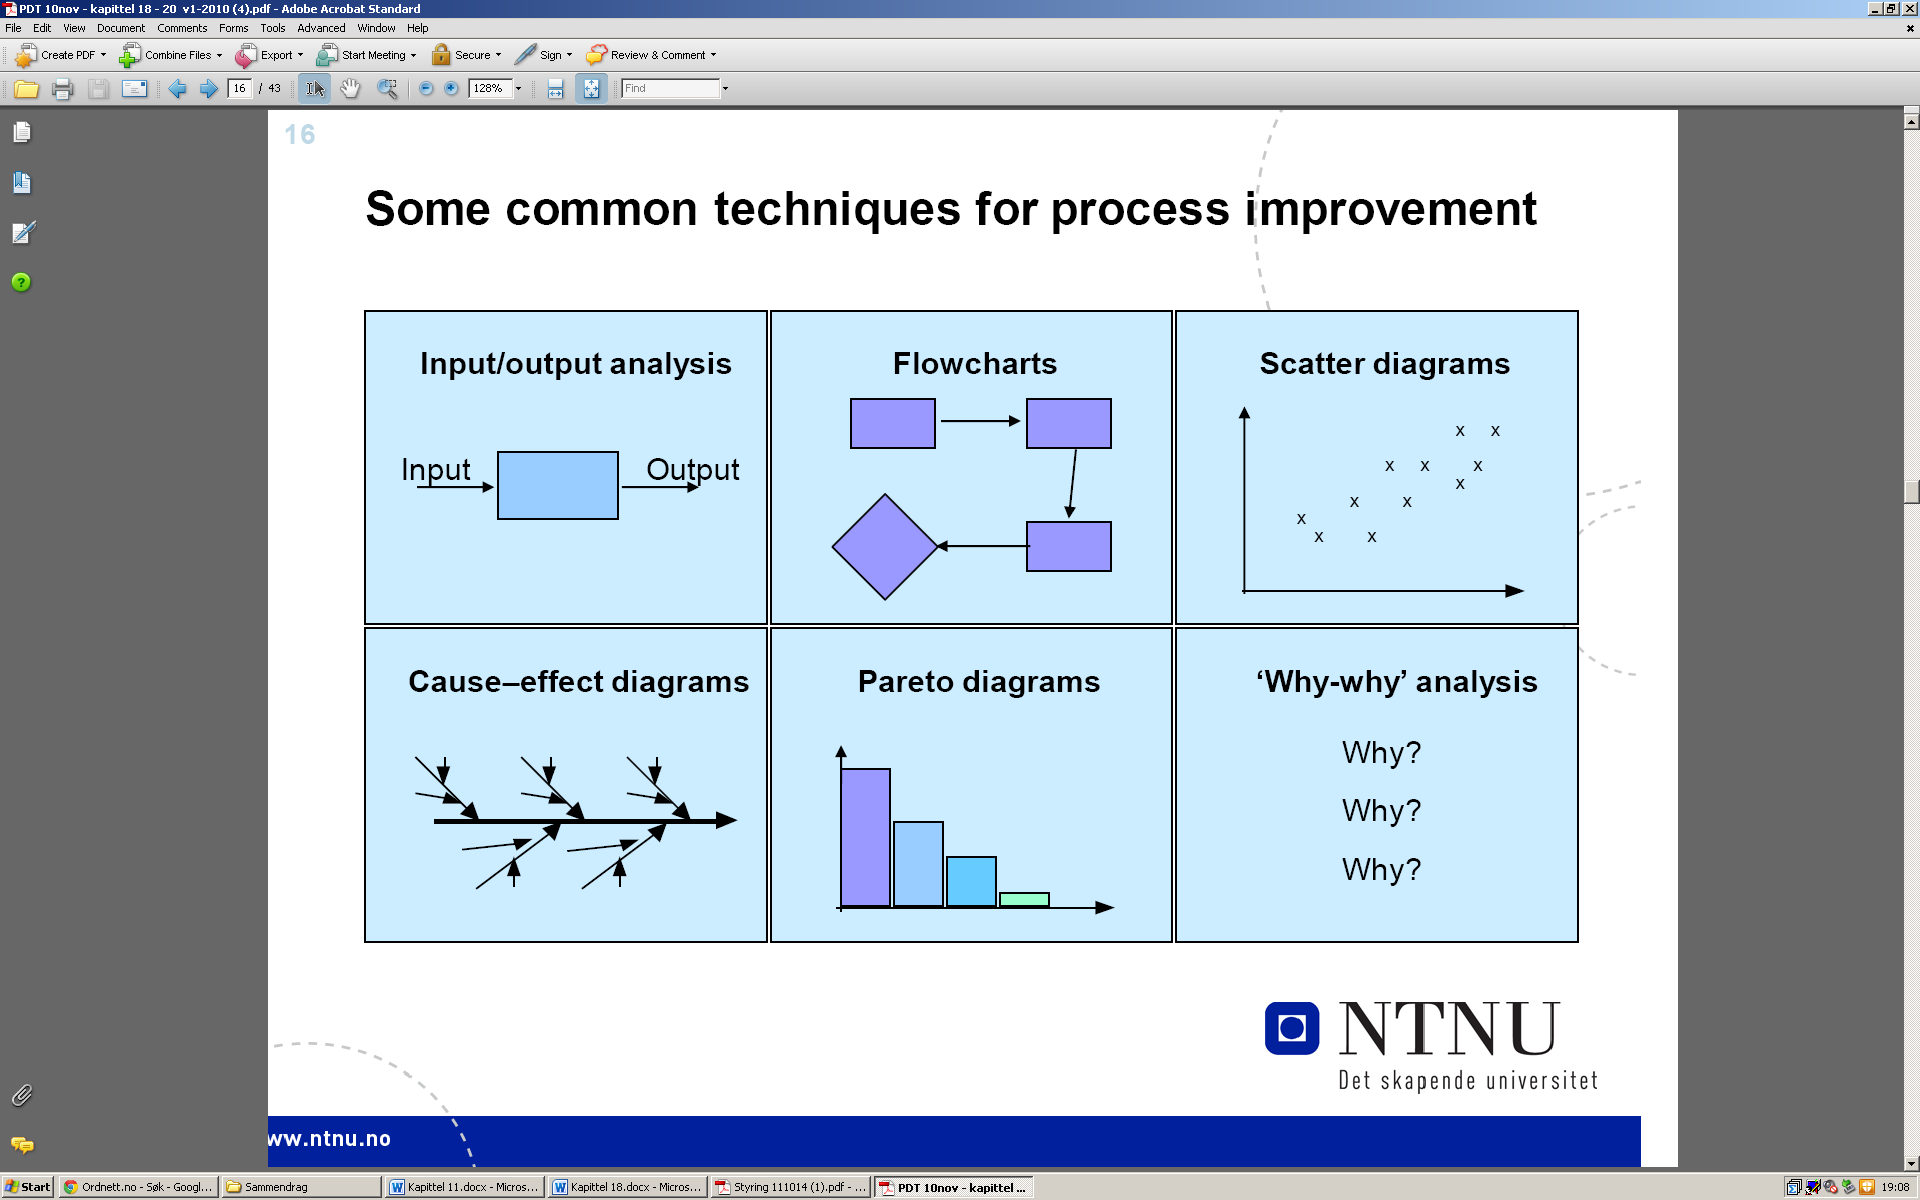 PDT 10nov - kapittel 18 - 20 v1-2010 (4).pdf - Adobe Acrobat Standard
File Edit View Document Comments Forms Tools Advanced Window Help
Create PDF Combine Files Export Start Meeting Secure Sign Review & Comment
16 / 43 128% Find
16
Some common techniques for process improvement
Input/output analysis
Input Output
Flowcharts
Scatter diagrams
x x
x x x
x
x x
x
x x
Cause–effect diagrams
Pareto diagrams
‘Why-why’ analysis
Why?
Why?
Why?
NTNU
Det skapende universitet
ww.ntnu.no
Start Ordnett.no - Søk - Googl... Sammendrag Kapittel 11.docx - Micros... Kapittel 18.docx - Micros... Styring 111014 (1).pdf - ... PDT 10nov - kapittel ... 19:08